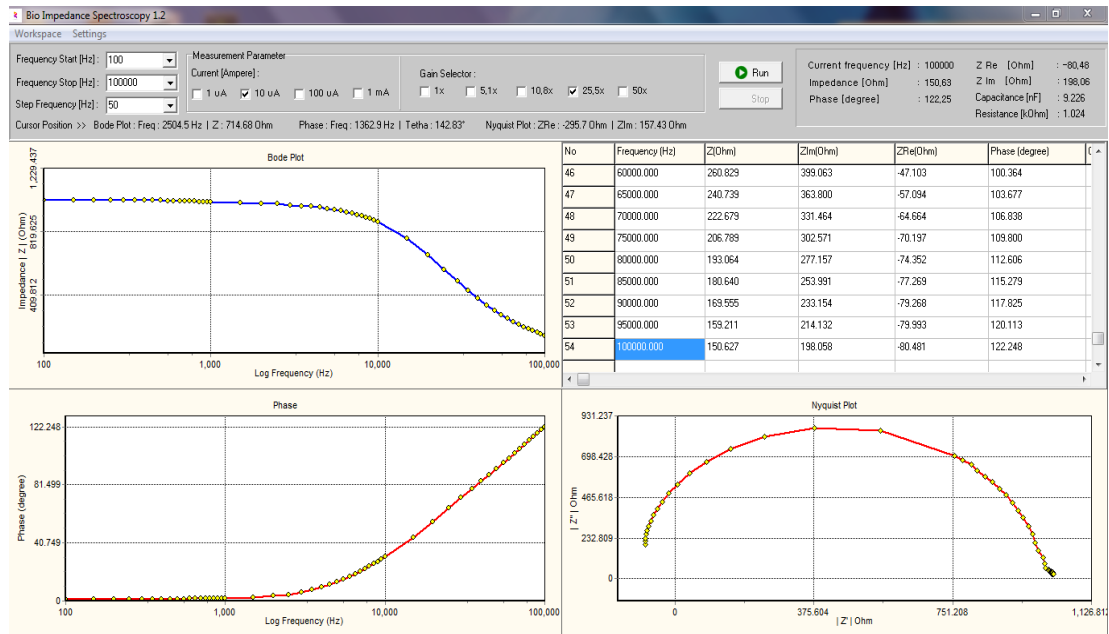 Bio Impedance Spectroscopy 1.2
Workspace Settings
Frequency Start [Hz] : 100
Frequency Stop [Hz] : 100000
Step Frequency [Hz] : 50
Measurement Parameter
Current [Ampere] :
1 uA 10 uA 100 uA 1 mA
Gain Selector :
1x 5,1x 10,8x 25,5x 50x
Run
Stop
Current frequency [Hz] : 100000
Impedance [Ohm] : 150,63
Phase [degree] : 122,25
Z Re [Ohm] : -80,48
Z Im [Ohm] : 198,06
Capacitance [nF] : 9.226
Resistance [kOhm] : 1.024
Cursor Position >> Bode Plot : Freq : 2504.5 Hz | Z : 714.68 Ohm Phase : Freq : 1362.9 Hz | Tetha : 142.83° Nyquist Plot : ZRe : -295.7 Ohm | ZIm : 157.43 Ohm
Bode Plot
1,229.437
819.625
409.812
Impedance | Z | (Ohm)
100 1,000 10,000 100,000
Log Frequency (Hz)
No Frequency (Hz) Z(Ohm) ZIm(Ohm) ZRe(Ohm) Phase (degree)
46 60000.000 260.829 399.063 -47.103 100.364
47 65000.000 240.739 363.800 -57.094 103.677
48 70000.000 222.679 331.464 -64.664 106.838
49 75000.000 206.789 302.571 -70.197 109.800
50 80000.000 193.064 277.157 -74.352 112.606
51 85000.000 180.640 253.991 -77.269 115.279
52 90000.000 169.555 233.154 -79.268 117.825
53 95000.000 159.211 214.132 -79.993 120.113
54 100000.000 150.627 198.058 -80.481 122.248
Phase
122.248
81.499
40.749
0
Phase (degree)
100 1,000 10,000 100,000
Log Frequency (Hz)
Nyquist Plot
931.237
698.428
465.618
232.809
0
| Z" | Ohm
0 375.604 751.208 1,126.812
| Z' | Ohm